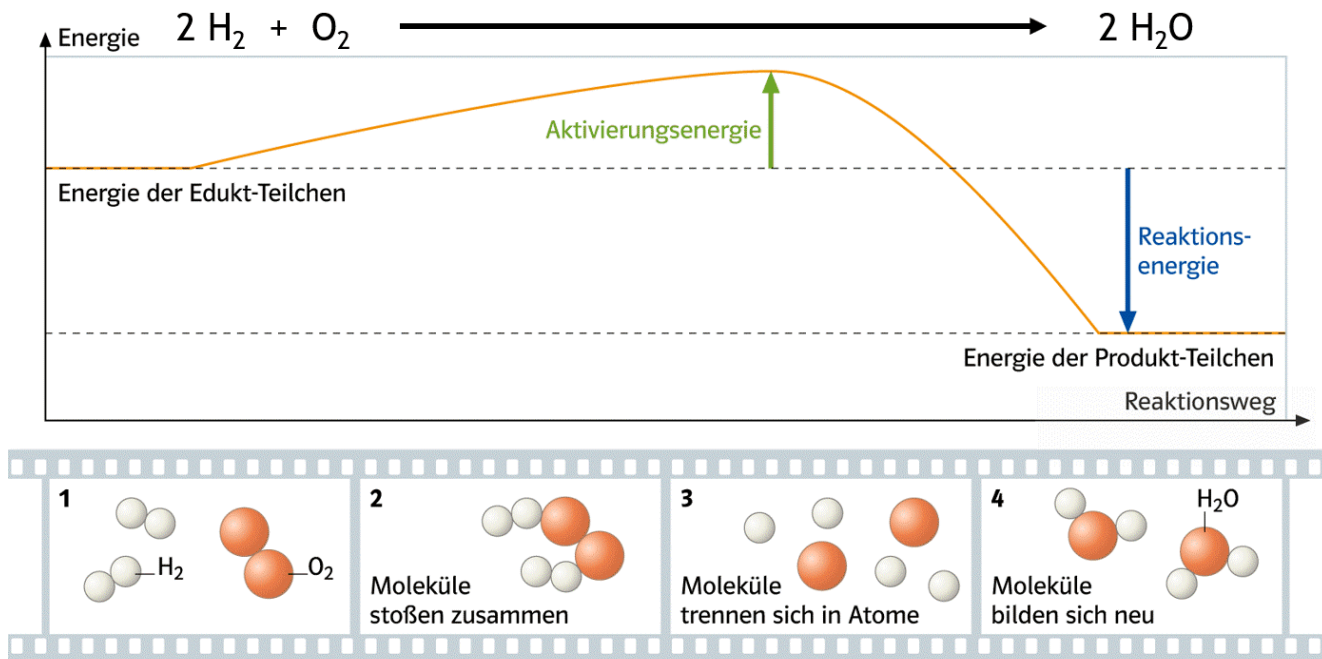 2 H₂ + O₂ 2 H₂O
Energie
Aktivierungsenergie
Energie der Edukt-Teilchen
Reaktions-
energie
Energie der Produkt-Teilchen
Reaktionsweg
1
H₂
O₂
2
Moleküle
stoßen zusammen
3
Moleküle
trennen sich in Atome
4
H₂O
Moleküle
bilden sich neu